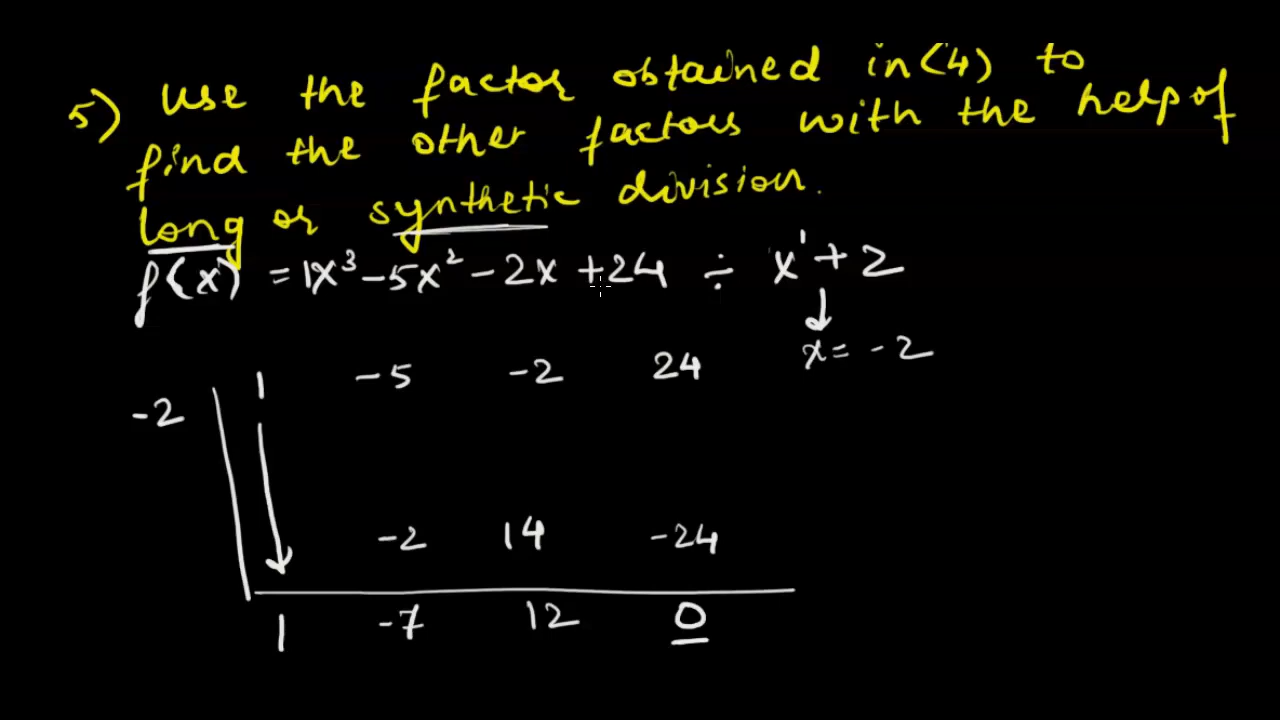 5) Use the factor obtained in (4) to
find the other factors with the help of
long or synthetic division.
f(x) = 1x³ - 5x² - 2x + 24 ÷ x¹ + 2
x = -2
1 -5 -2 24
-2
-2 14 -24
1 -7 12 0